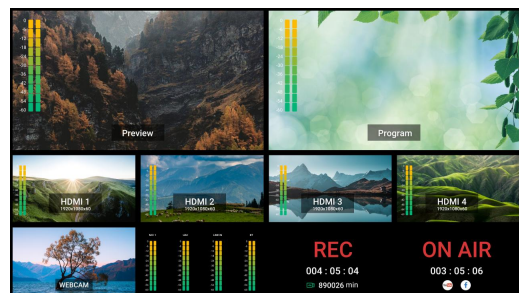 Preview
Program
HDMI 1
1920x1080x60
HDMI 2
1920x1080x60
HDMI 3
1920x1080x60
HDMI 4
1920x1080x60
WEBCAM
REC
004 : 05 : 04
890026 min
ON AIR
003 : 05 : 06